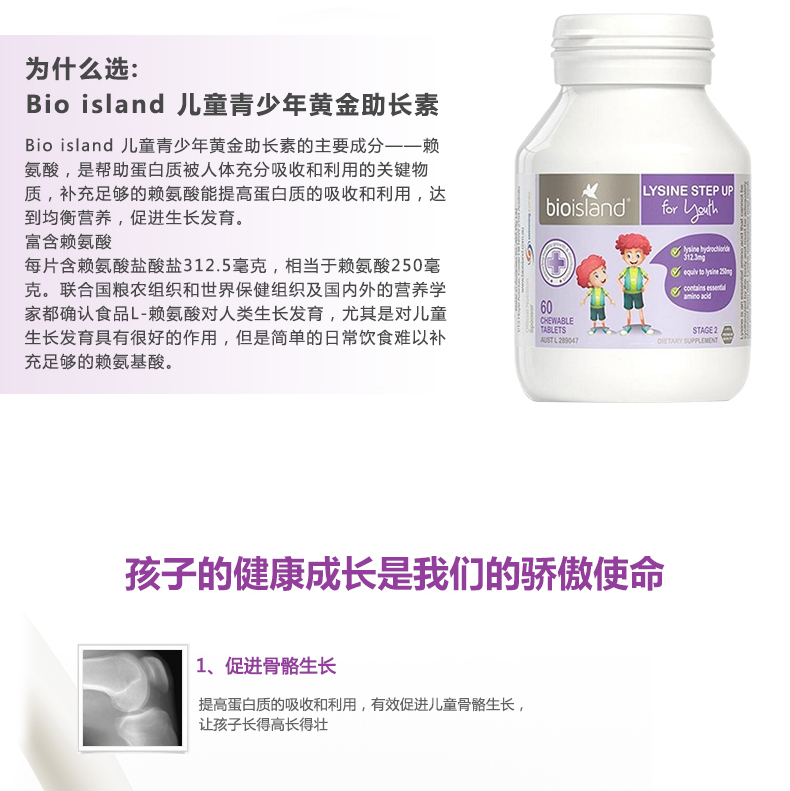 为什么选:
Bio island 儿童青少年黄金助长素
Bio island 儿童青少年黄金助长素的主要成分——赖
氨酸，是帮助蛋白质被人体充分吸收和利用的关键物
质，补充足够的赖氨酸能提高蛋白质的吸收和利用，达
到均衡营养，促进生长发育。
富含赖氨酸
每片含赖氨酸盐酸盐312.5毫克，相当于赖氨酸250毫
克。联合国粮农组织和世界保健组织及国内外的营养学
家都确认食品L-赖氨酸对人类生长发育，尤其是对儿童
生长发育具有很好的作用，但是简单的日常饮食难以补
充足够的赖氨基酸。
bioisland®
LYSINE STEP UP
for Youth
lysine hydrochloride
312.3mg
equiv to lysine 250mg
contains essential
amino acid
60
CHEWABLE
TABLETS
AUST L 289047
STAGE 2
DIETARY SUPPLEMENT
孩子的健康成长是我们的骄傲使命
1、促进骨骼生长
提高蛋白质的吸收和利用，有效促进儿童骨骼生长，
让孩子长得高长得壮